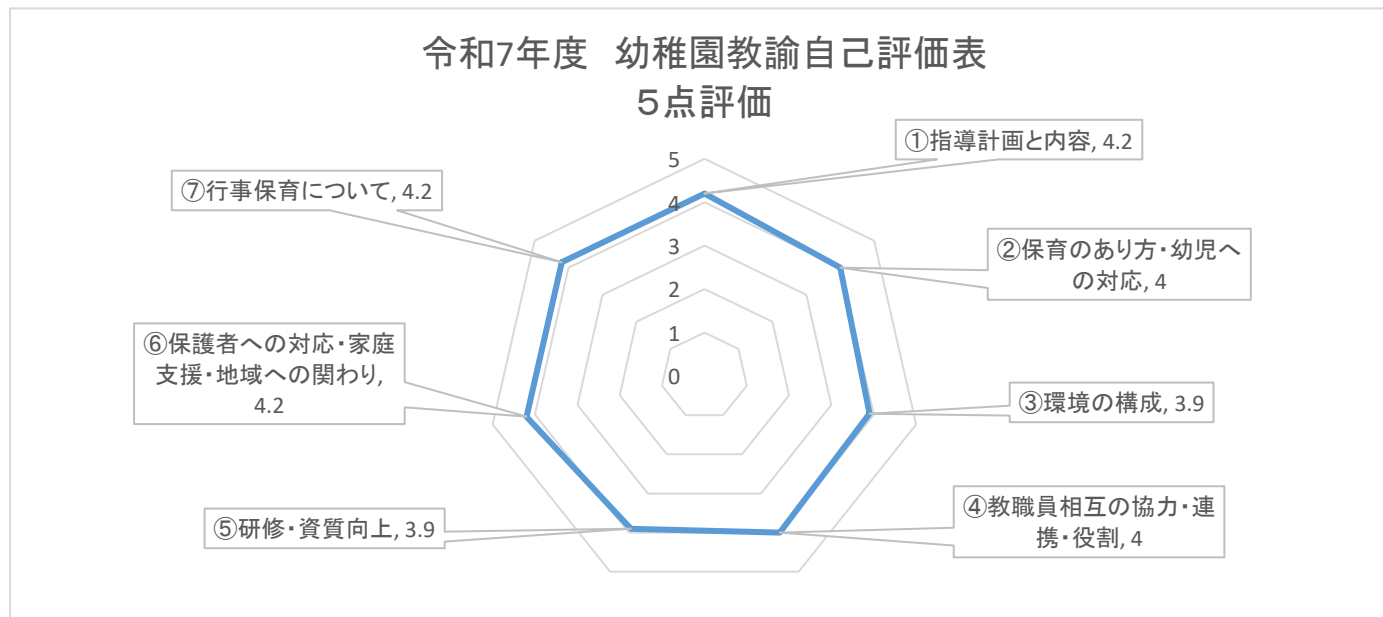 令和7年度　幼稚園教諭自己評価表
５点評価
①指導計画と内容, 4.2
②保育のあり方・幼児へ
の対応, 4
③環境の構成, 3.9
④教職員相互の協力・連
携・役割, 4
⑤研修・資質向上, 3.9
⑥保護者への対応・家庭
支援・地域への関わり,
4.2
⑦行事保育について, 4.2
5
4
3
2
1
0